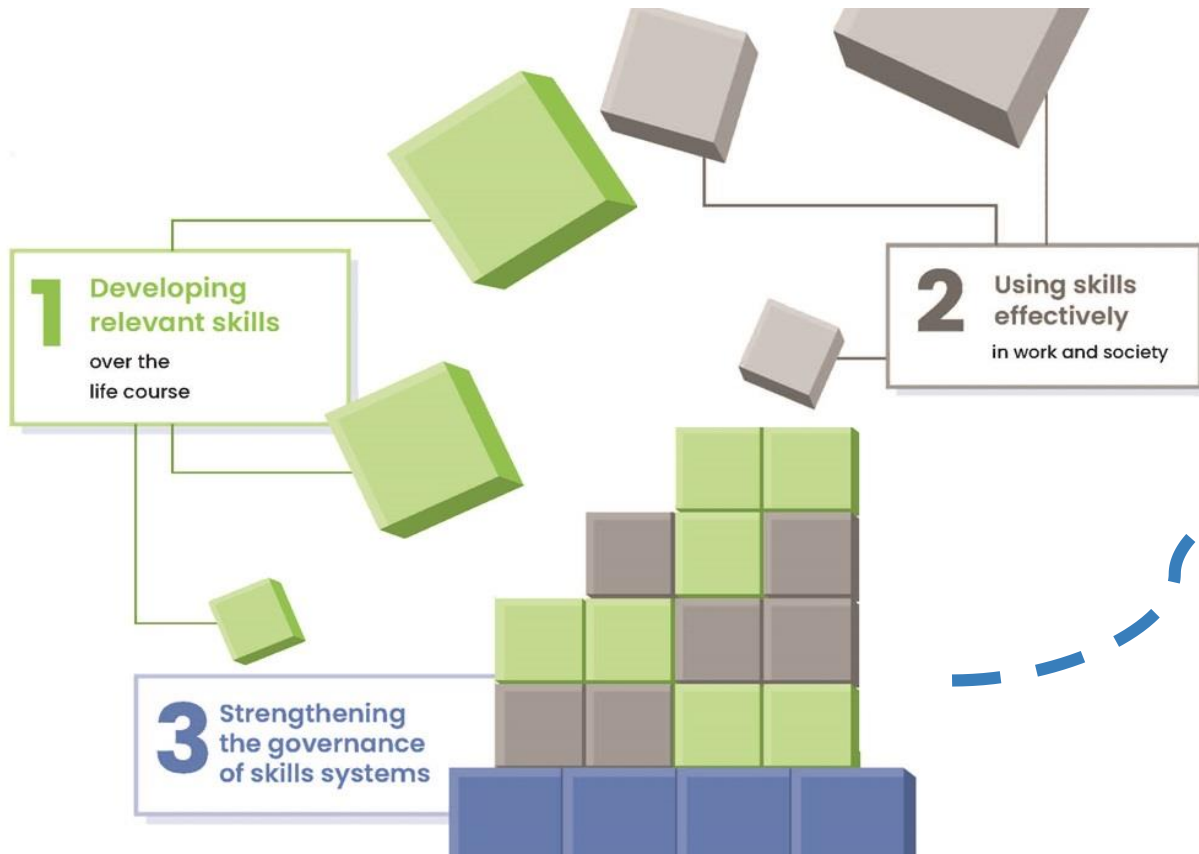 1
Developing
relevant skills
over the
life course
2
Using skills
effectively
in work and society
3
Strengthening
the governance
of skills systems